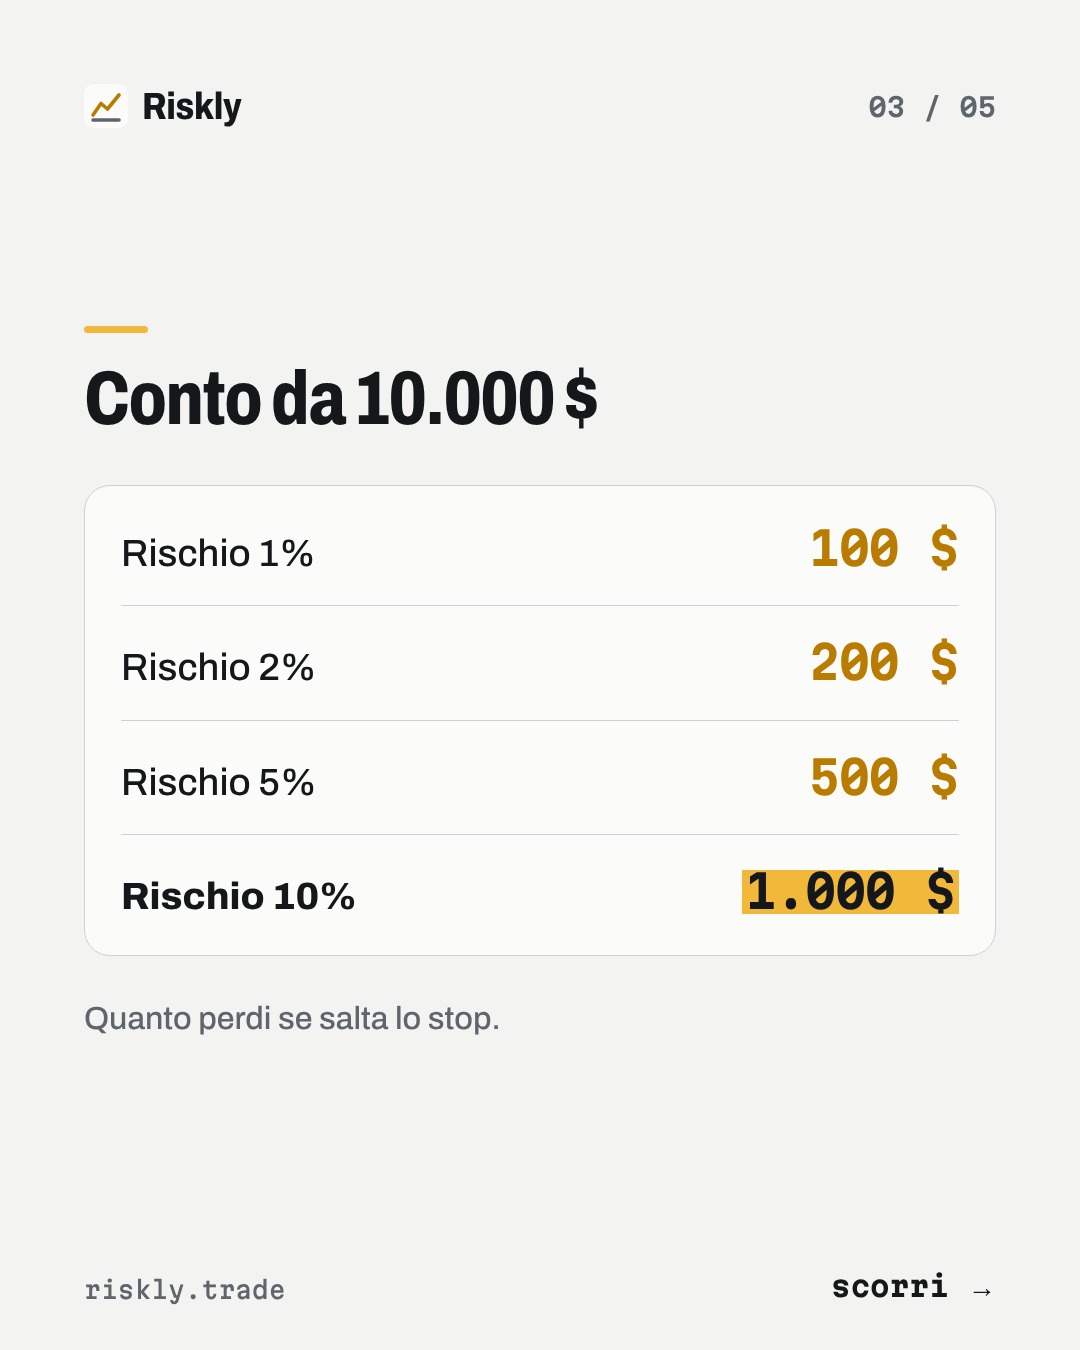 Riskly
03 / 05
Conto da 10.000 $
Rischio 1%
100 $
Rischio 2%
200 $
Rischio 5%
500 $
Rischio 10%
1.000 $
Quanto perdi se salta lo stop.
riskly.trade
scorri →